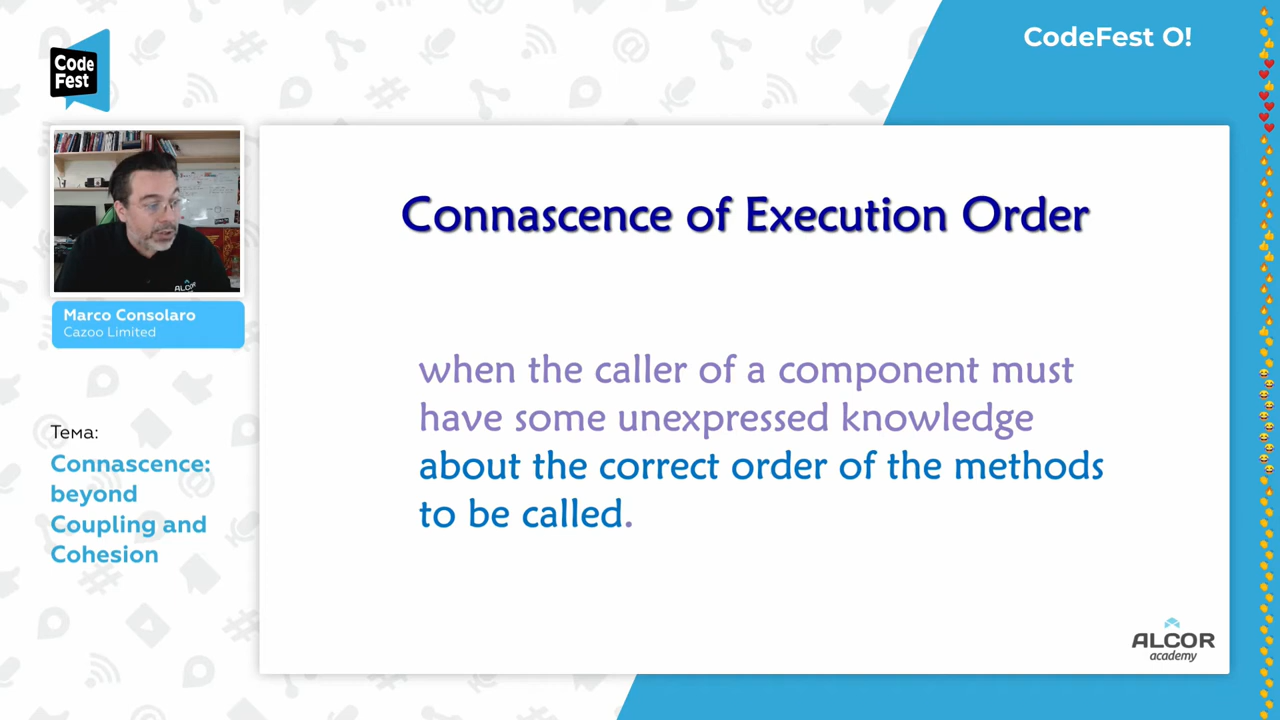 CodeFest O!
Code
Fest
Connascence of Execution Order
ALCOR
Marco Consolaro
Cazoo Limited
when the caller of a component must
have some unexpressed knowledge
about the correct order of the methods
to be called.
Тема:
Connascence:
beyond
Coupling and
Cohesion
ALCOR
academy